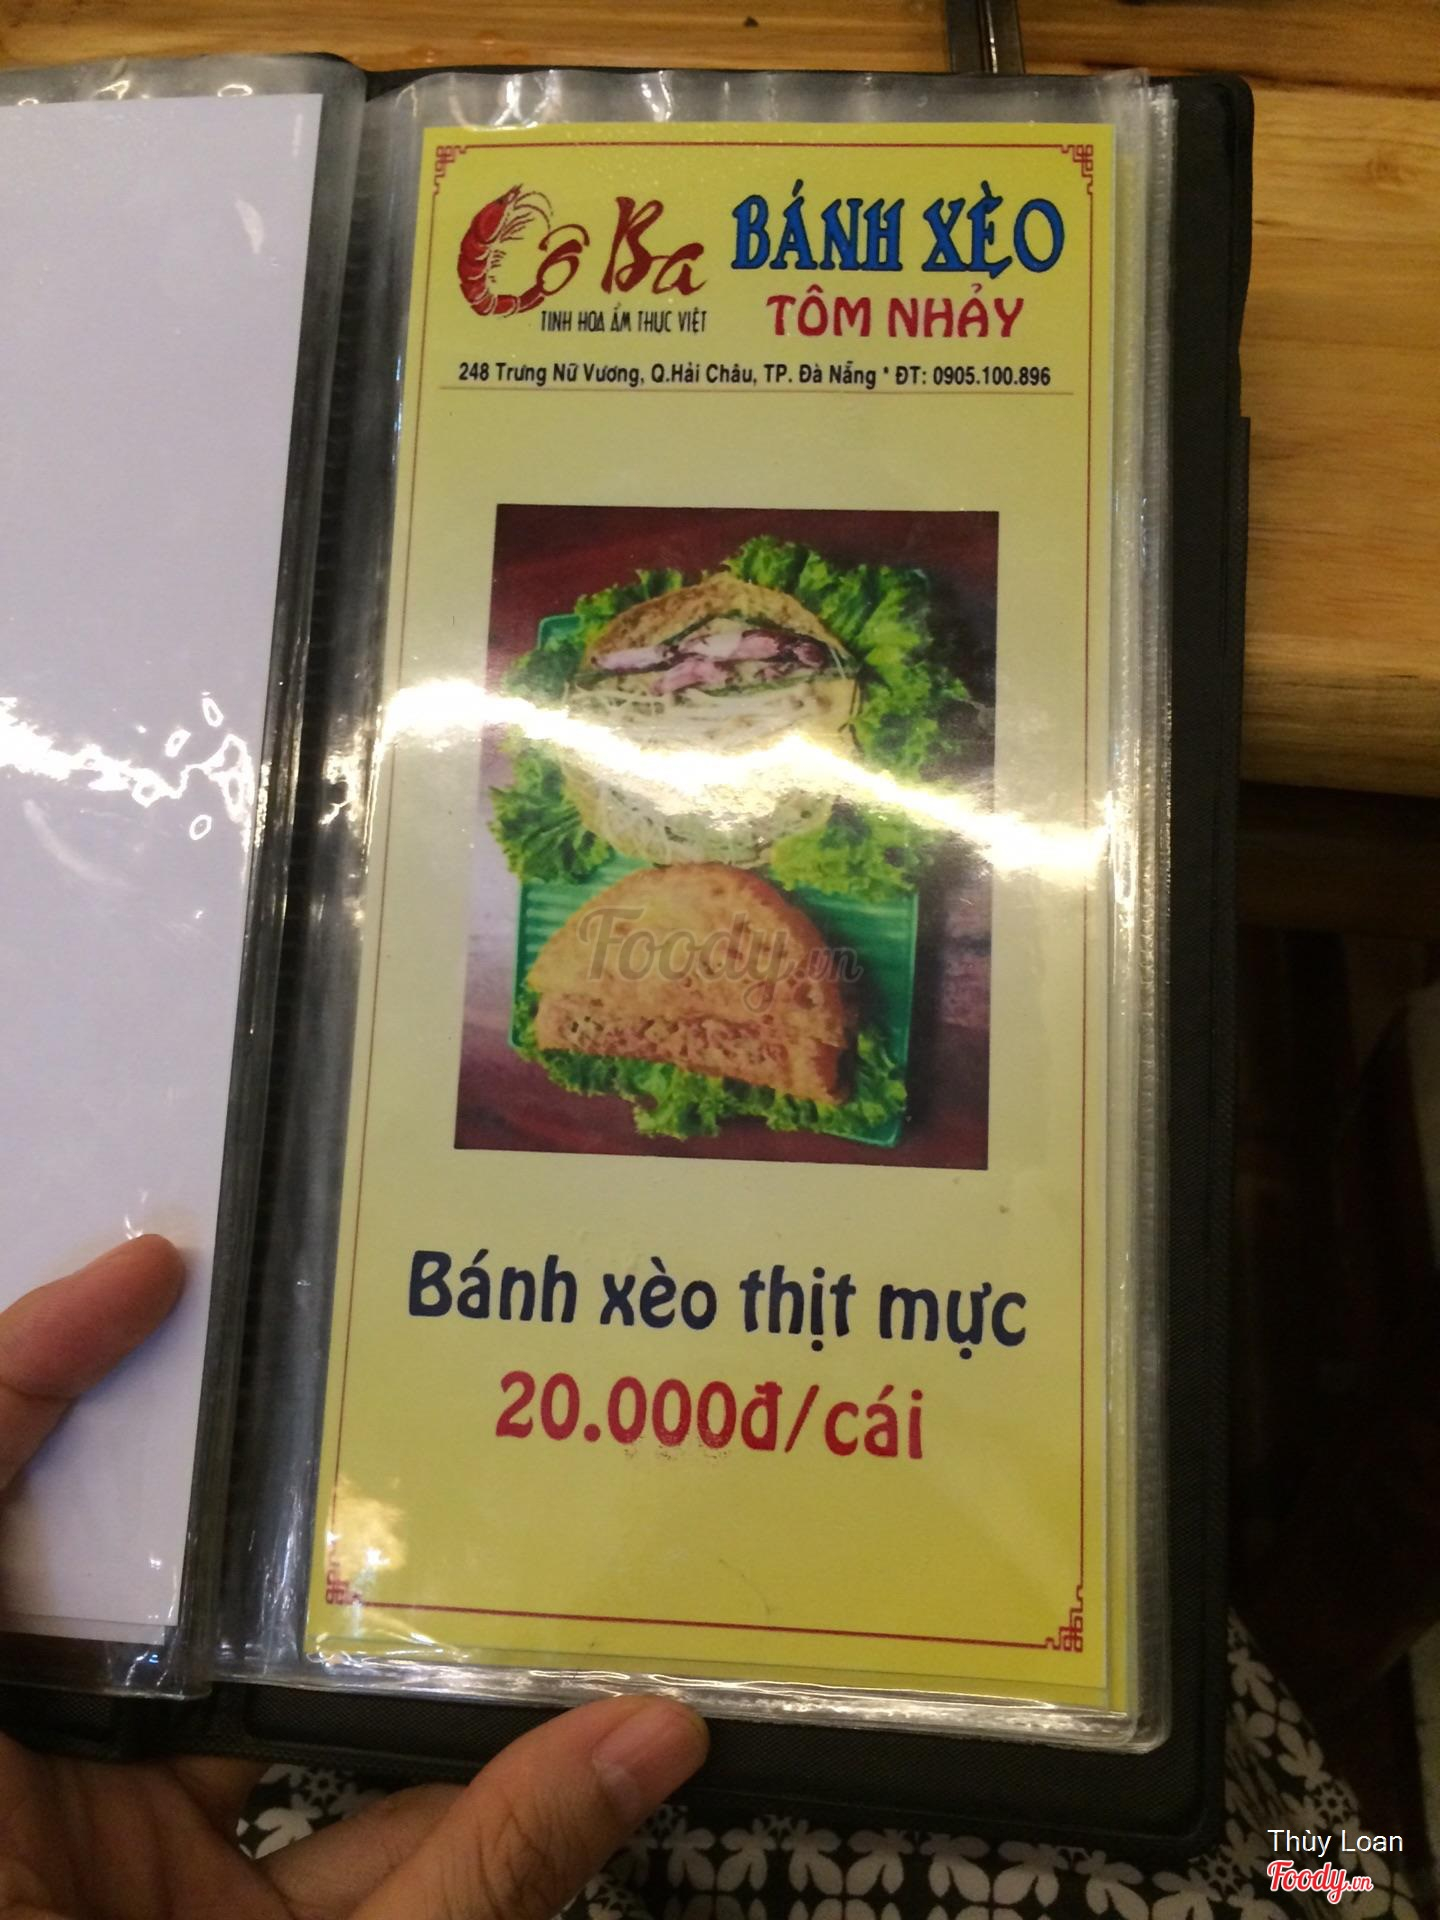 Cô Ba
TINH HOA ẨM THỰC VIỆT
BÁNH XÈO
TÔM NHẢY
248 Trưng Nữ Vương, Q.Hải Châu, TP. Đà Nẵng * ĐT: 0905.100.896
Foody.vn
Bánh xèo thịt mực
20.000đ/cái
Thùy Loan
Foody.vn